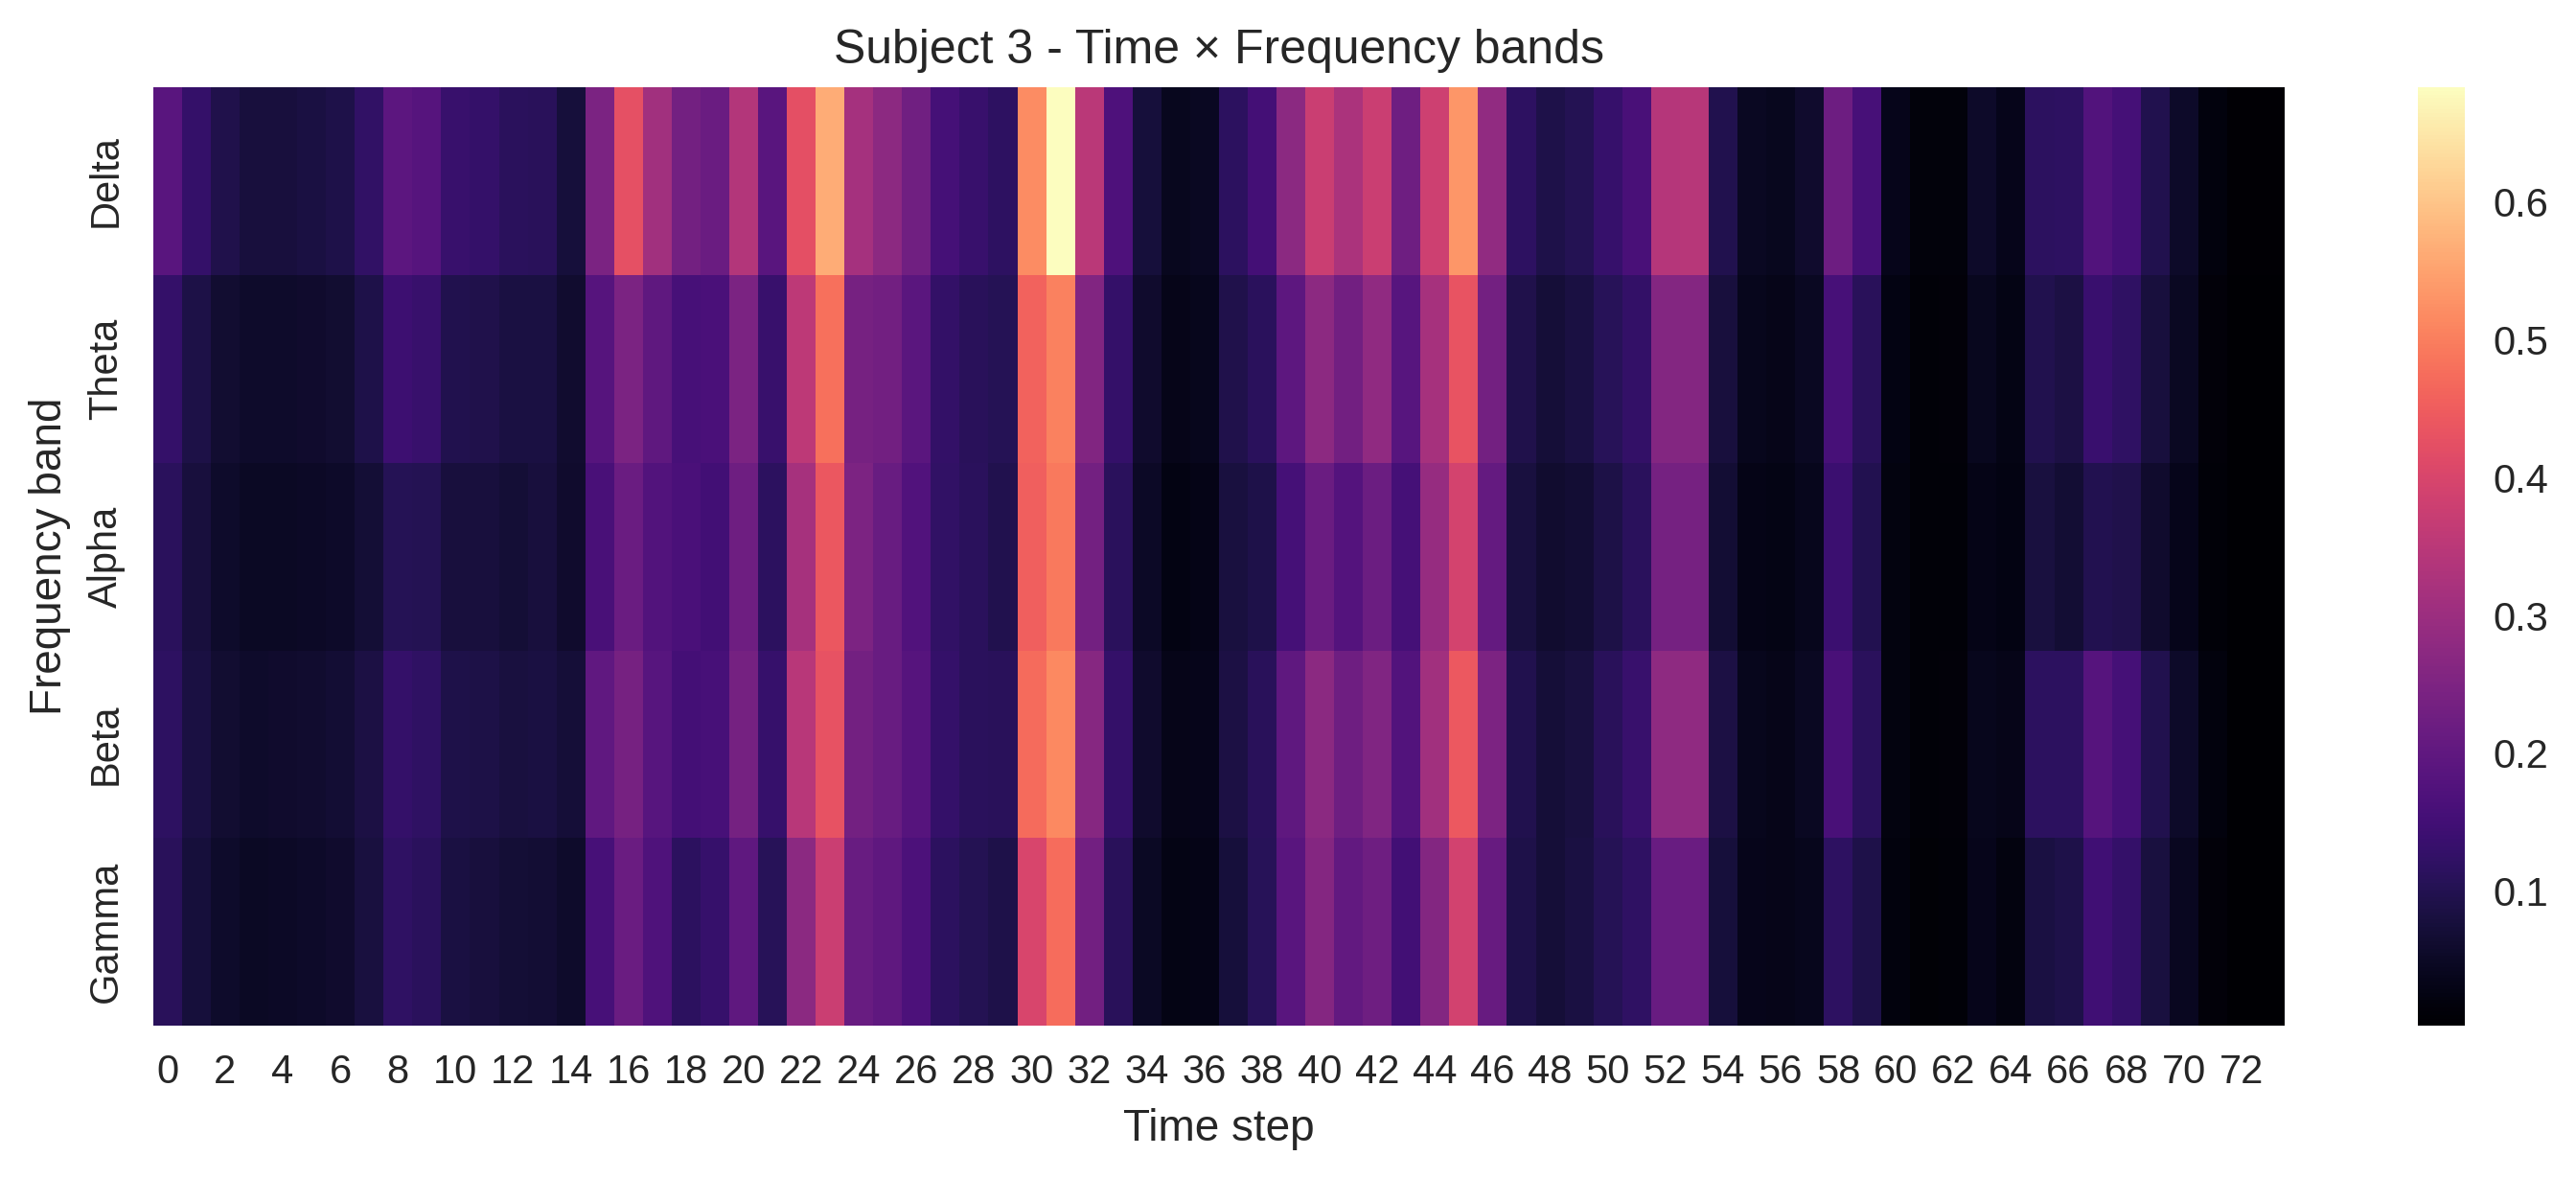 Subject 3 - Time × Frequency bands
Frequency band
Delta
Theta
Alpha
Beta
Gamma
0 2 4 6 8 10 12 14 16 18 20 22 24 26 28 30 32 34 36 38 40 42 44 46 48 50 52 54 56 58 60 62 64 66 68 70 72
Time step
0.6
0.5
0.4
0.3
0.2
0.1